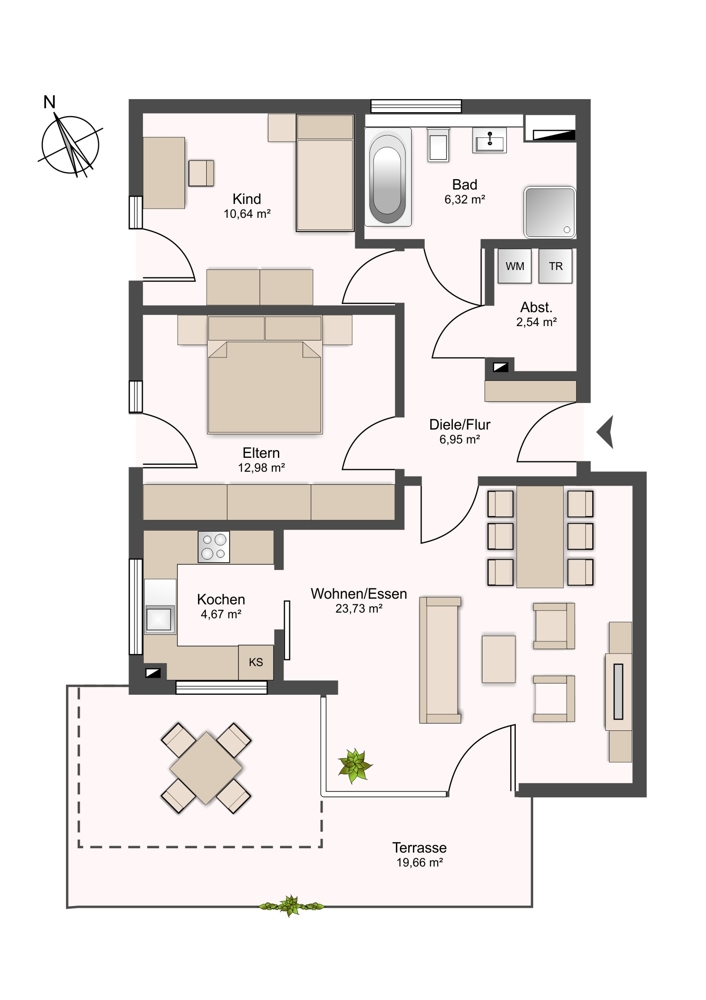 N
Kind
10,64 m²
Bad
6,32 m²
WM
TR
Abst.
2,54 m²
Diele/Flur
6,95 m²
Eltern
12,98 m²
Kochen
4,67 m²
Wohnen/Essen
23,73 m²
KS
Terrasse
19,66 m²